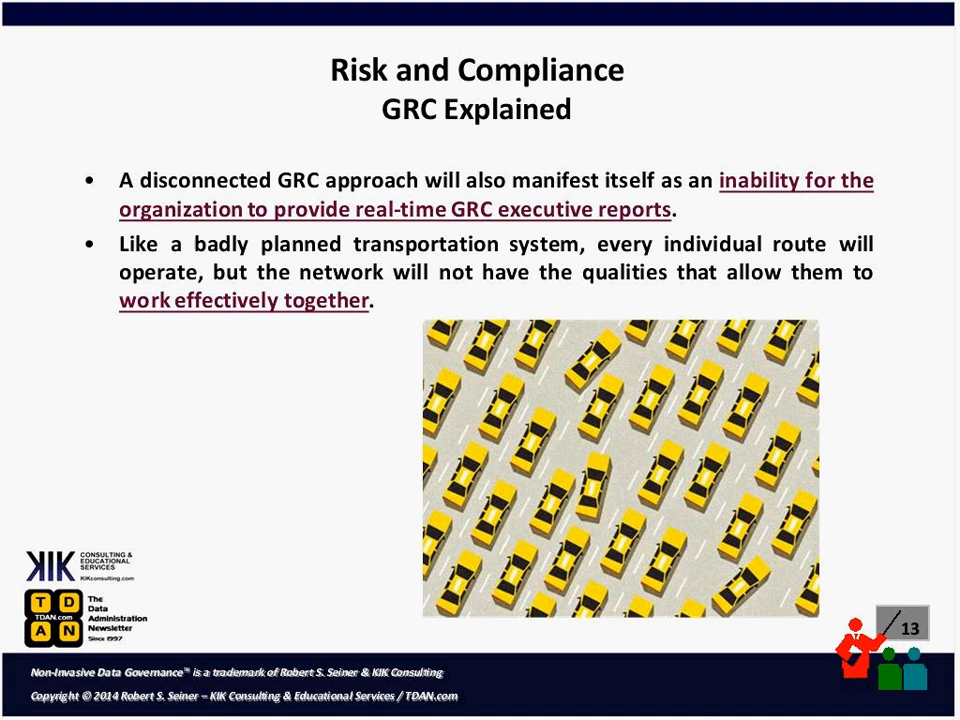 Risk and Compliance
GRC Explained
• A disconnected GRC approach will also manifest itself as an inability for the
organization to provide real-time GRC executive reports.
• Like a badly planned transportation system, every individual route will
operate, but the network will not have the qualities that allow them to
work effectively together.
KIK CONSULTING &
EDUCATIONAL
SERVICES
KIKconsulting.com
T D
TDAN.com
A N
The
Data
Administration
Newsletter
Since 1997
13
Non-Invasive Data Governance™ is a trademark of Robert S. Seiner & KIK Consulting
Copyright © 2014 Robert S. Seiner – KIK Consulting & Educational Services / TDAN.com